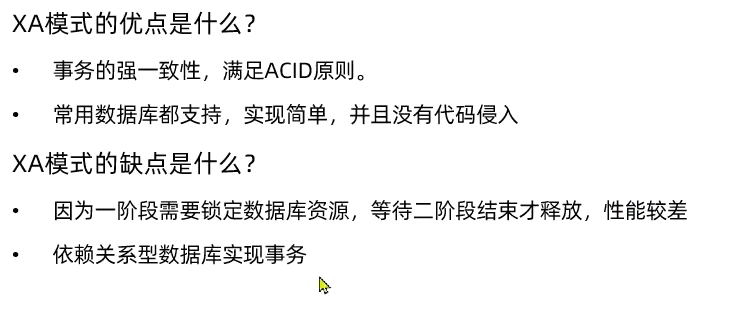 XA模式的优点是什么?
• 事务的强一致性，满足ACID原则。
• 常用数据库都支持，实现简单，并且没有代码侵入
XA模式的缺点是什么?
• 因为一阶段需要锁定数据库资源，等待二阶段结束才释放，性能较差
• 依赖关系型数据库实现事务